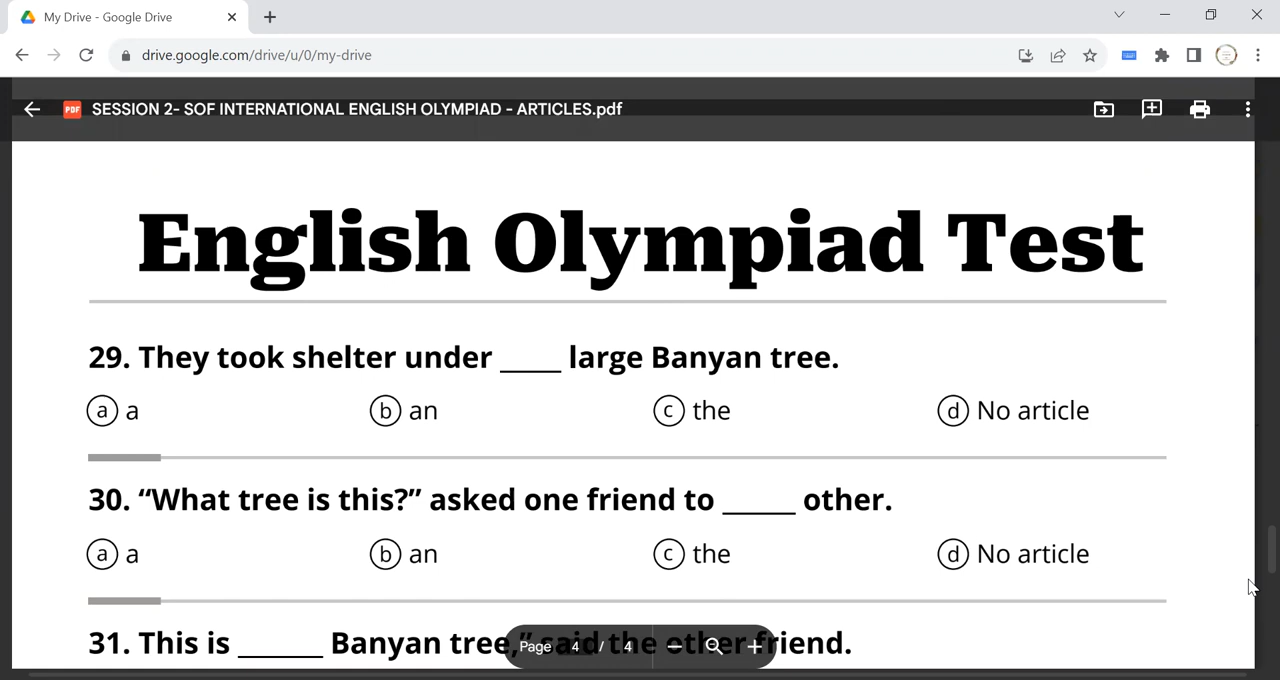 My Drive - Google Drive
drive.google.com/drive/u/0/my-drive
PDF SESSION 2- SOF INTERNATIONAL ENGLISH OLYMPIAD - ARTICLES.pdf
English Olympiad Test
29. They took shelter under _____ large Banyan tree.
a a b an c the d No article
30. “What tree is this?” asked one friend to ______ other.
a a b an c the d No article
31. This is _______ Banyan tree,” said the other friend.
Page 4 / 4